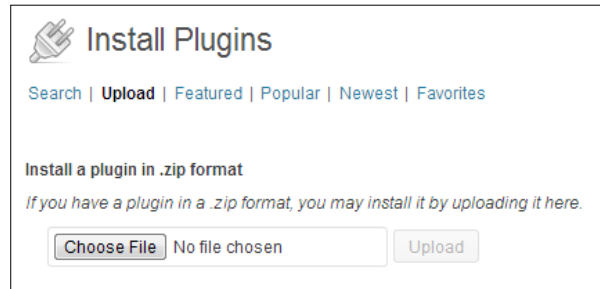 Install Plugins
Search | Upload | Featured | Popular | Newest | Favorites
Install a plugin in .zip format
If you have a plugin in a .zip format, you may install it by uploading it here.
Choose File No file chosen Upload